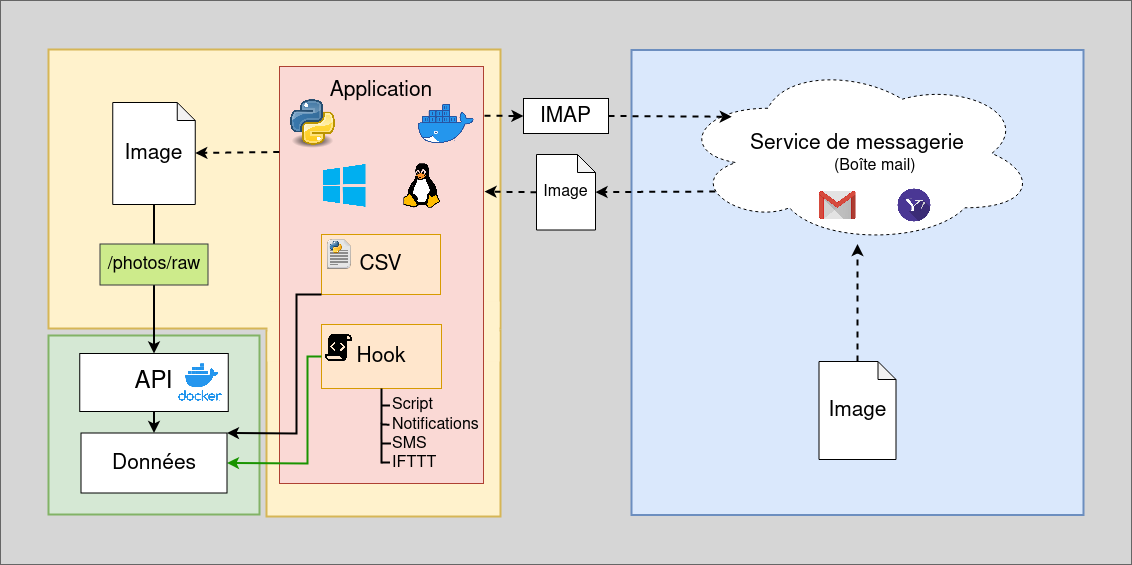 Application
Image
IMAP
Image
Service de messagerie
(Boîte mail)
Y!
CSV
/photos/raw
Hook
API
docker
Script
Notifications
SMS
IFTTT
Données
Image